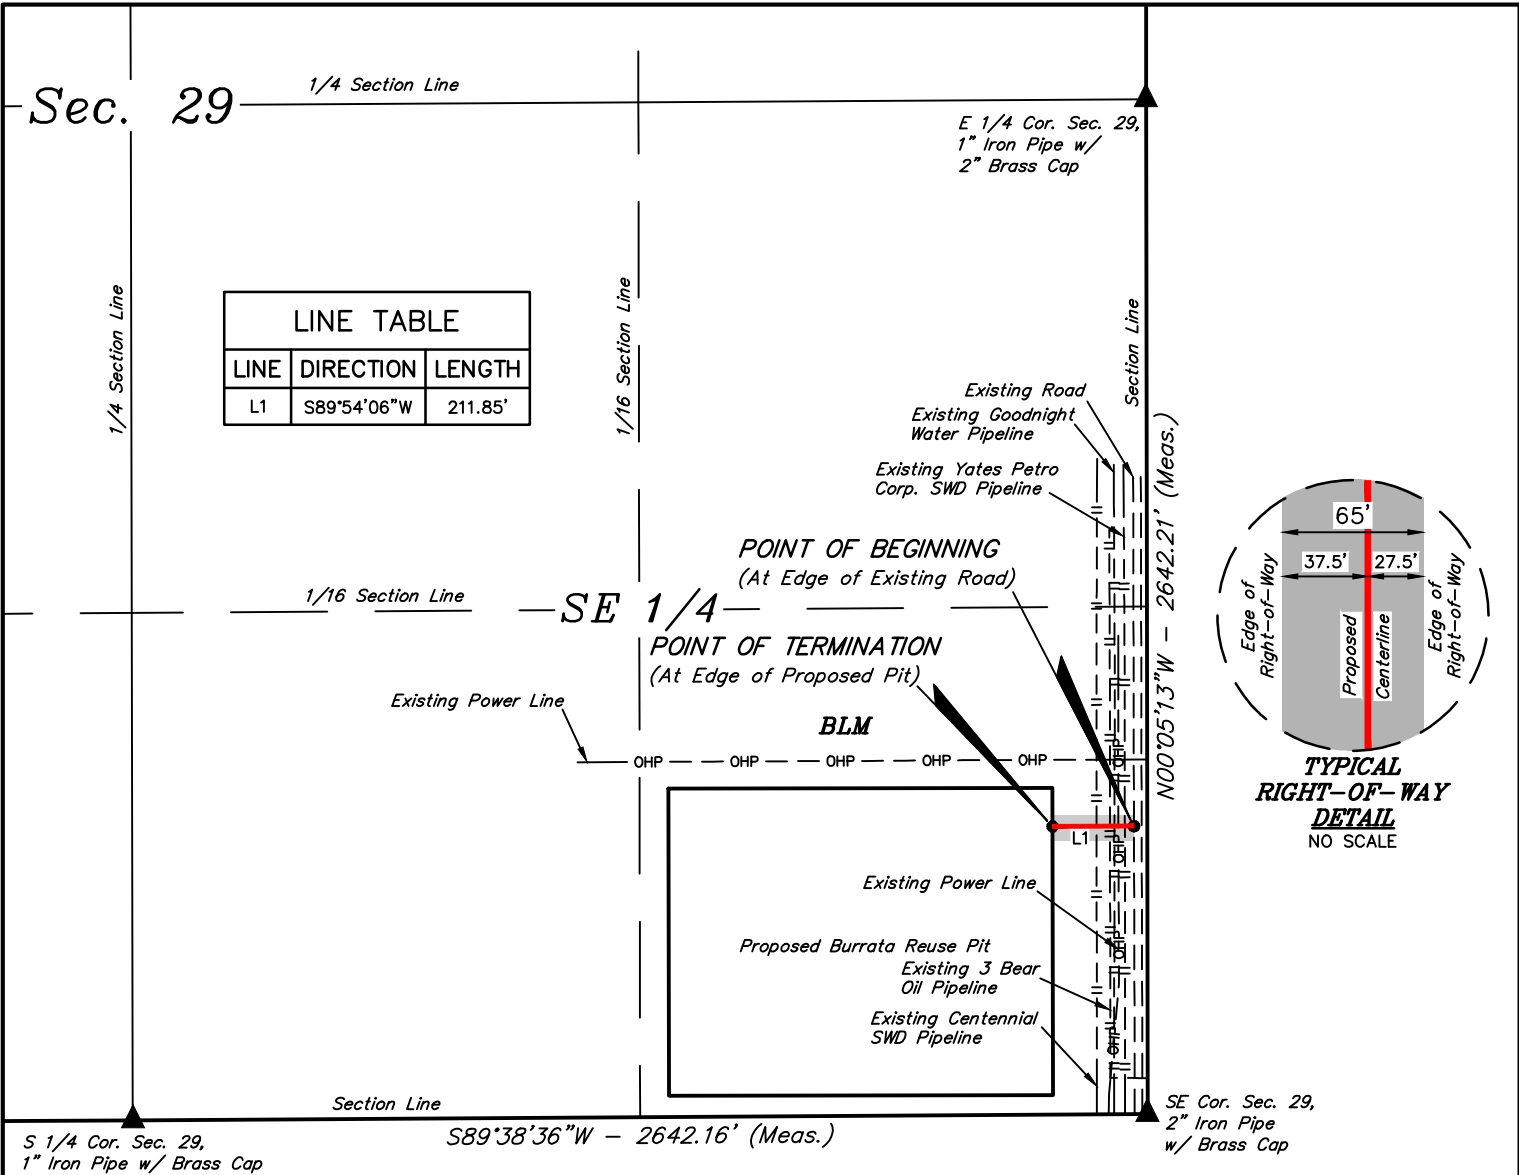 1/4 Section Line
Sec. 29
E 1/4 Cor. Sec. 29,
1" Iron Pipe w/
2" Brass Cap
1/4 Section Line
LINE TABLE
LINE DIRECTION LENGTH
L1 S89°54'06"W 211.85'
1/16 Section Line
Section Line
Existing Road
Existing Goodnight
Water Pipeline
Existing Yates Petro
Corp. SWD Pipeline
N00°05'13"W - 2642.21' (Meas.)
POINT OF BEGINNING
(At Edge of Existing Road)
1/16 Section Line
SE 1/4
POINT OF TERMINATION
(At Edge of Proposed Pit)
Existing Power Line
BLM
OHP OHP OHP OHP OHP
OHP
L1
OHP
Existing Power Line
OHP
Proposed Burrata Reuse Pit
Existing 3 Bear
Oil Pipeline
Existing Centennial
SWD Pipeline
OHP
65'
37.5' 27.5'
Edge of
Right-of-Way
Proposed
Centerline
Edge of
Right-of-Way
TYPICAL
RIGHT-OF-WAY
DETAIL
NO SCALE
Section Line
S89°38'36"W - 2642.16' (Meas.)
S 1/4 Cor. Sec. 29,
1" Iron Pipe w/ Brass Cap
SE Cor. Sec. 29,
2" Iron Pipe
w/ Brass Cap